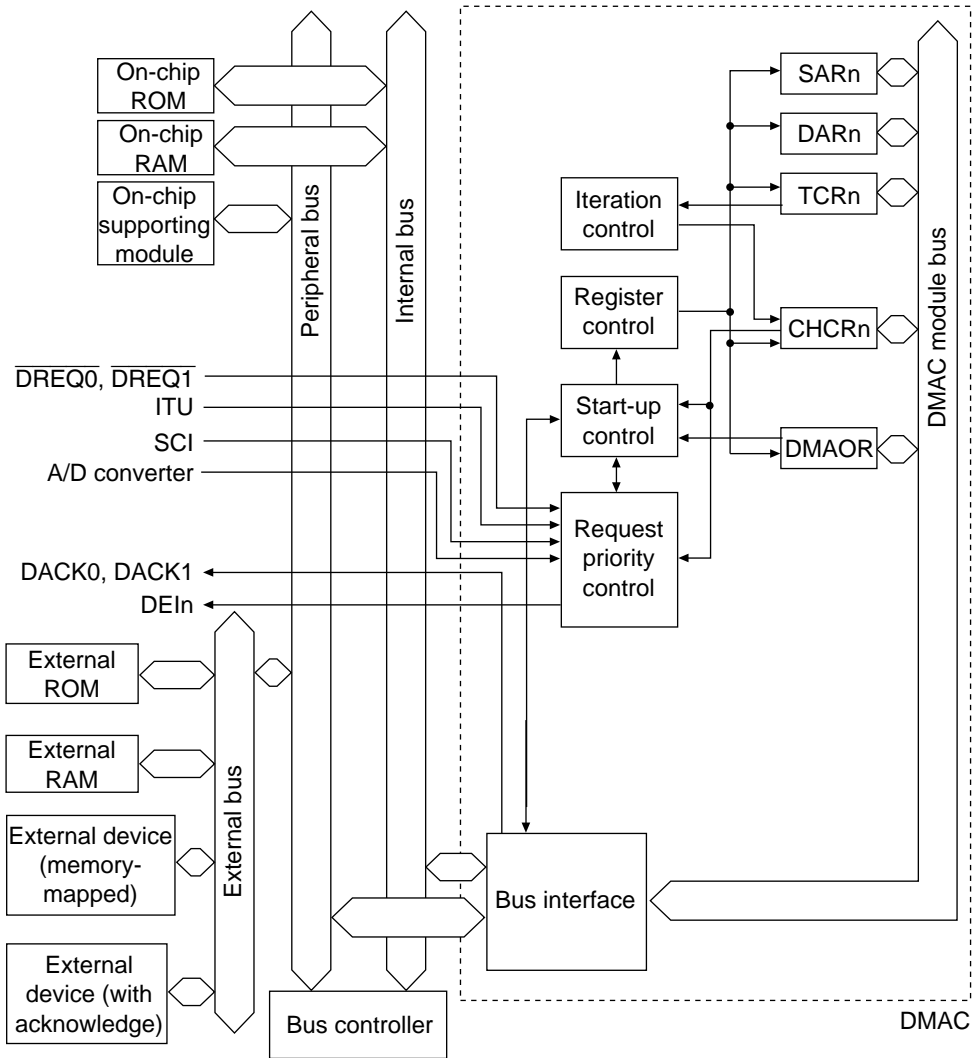 On-chip
ROM
On-chip
RAM
On-chip
supporting
module
Peripheral bus
Internal bus
SARn
DARn
TCRn
Iteration
control
Register
control
CHCRn
DMAC module bus
DREQ0, DREQ1
ITU
SCI
A/D converter
Start-up
control
DMAOR
Request
priority
control
DACK0, DACK1
DEIn
External
ROM
External
RAM
External bus
External device
(memory-
mapped)
Bus interface
External
device (with
acknowledge)
Bus controller
DMAC